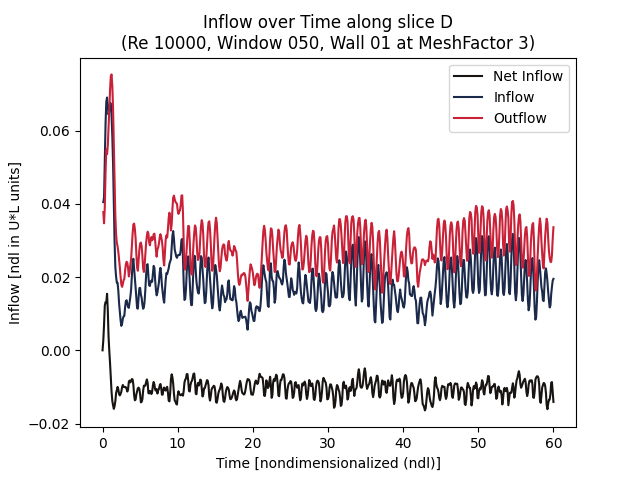 Inflow over Time along slice D
(Re 10000, Window 050, Wall 01 at MeshFactor 3)
Net Inflow
Inflow
Outflow
Inflow [ndl in U*L units]
0.06
0.04
0.02
0.00
−0.02
0 10 20 30 40 50 60
Time [nondimensionalized (ndl)]